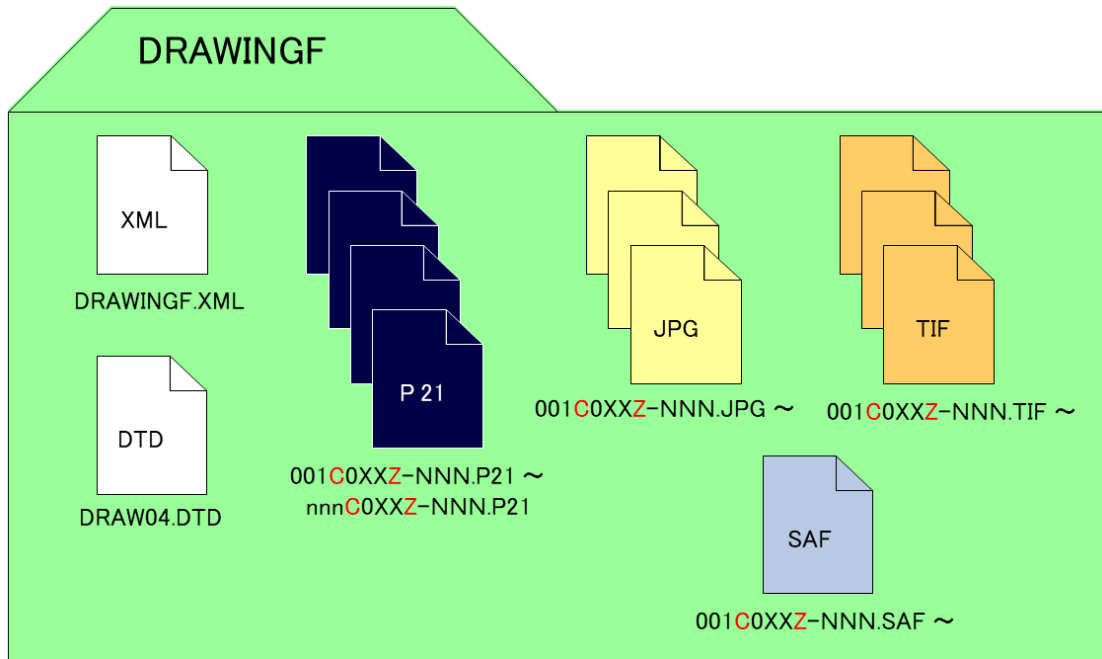 DRAWINGF
XML
DRAWINGF.XML
DTD
DRAW04.DTD
P 21
001C0XXZ-NNN.P21 ～
nnnC0XXZ-NNN.P21
JPG
001C0XXZ-NNN.JPG ～
TIF
001C0XXZ-NNN.TIF ～
SAF
001C0XXZ-NNN.SAF ～